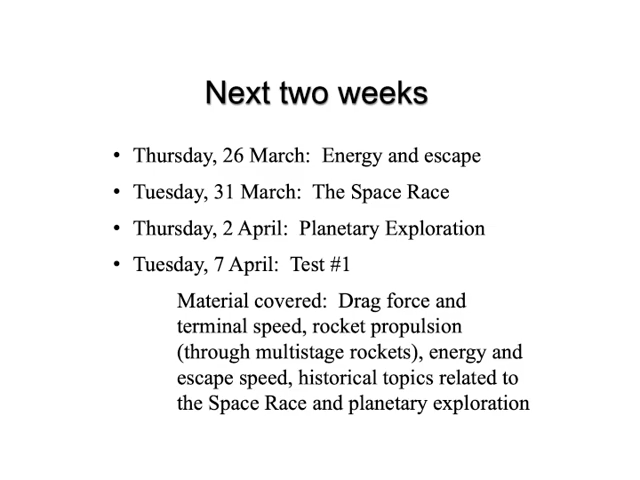 Next two weeks
• Thursday, 26 March:  Energy and escape
• Tuesday, 31 March:  The Space Race
• Thursday, 2 April:  Planetary Exploration
• Tuesday, 7 April:  Test #1
Material covered:  Drag force and
terminal speed, rocket propulsion
(through multistage rockets), energy and
escape speed, historical topics related to
the Space Race and planetary exploration